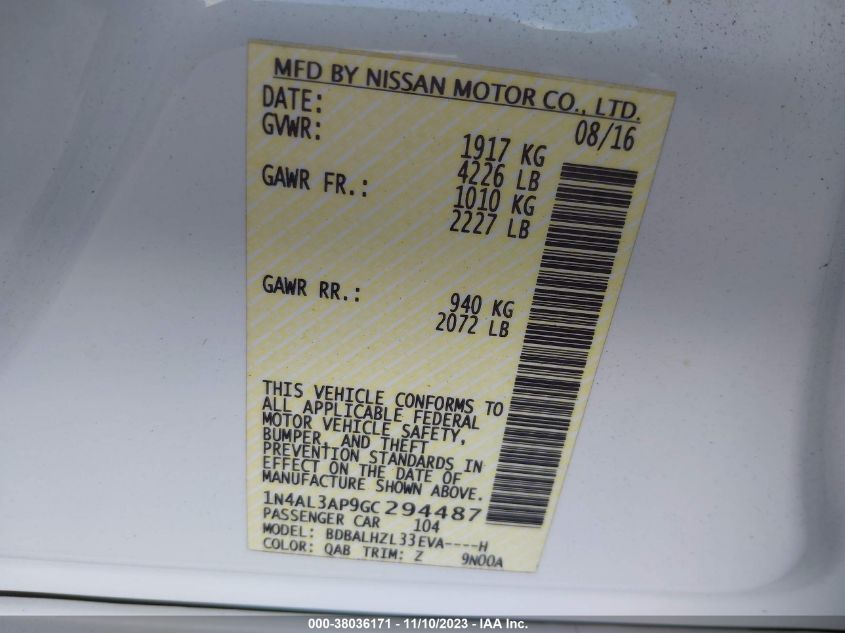 MFD BY NISSAN MOTOR CO., LTD.
DATE: 08/16
GVWR: 1917 KG
4226 LB
GAWR FR.: 1010 KG
2227 LB
GAWR RR.: 940 KG
2072 LB
THIS VEHICLE CONFORMS TO
ALL APPLICABLE FEDERAL
MOTOR VEHICLE SAFETY,
BUMPER, AND THEFT
PREVENTION STANDARDS IN
EFFECT ON THE DATE OF
MANUFACTURE SHOWN ABOVE.
1N4AL3AP9GC294487
PASSENGER CAR 104
MODEL: BDBALHZL33EVA----H
COLOR: QAB TRIM: Z 9N00A
000-38036171 - 11/10/2023 - IAA Inc.